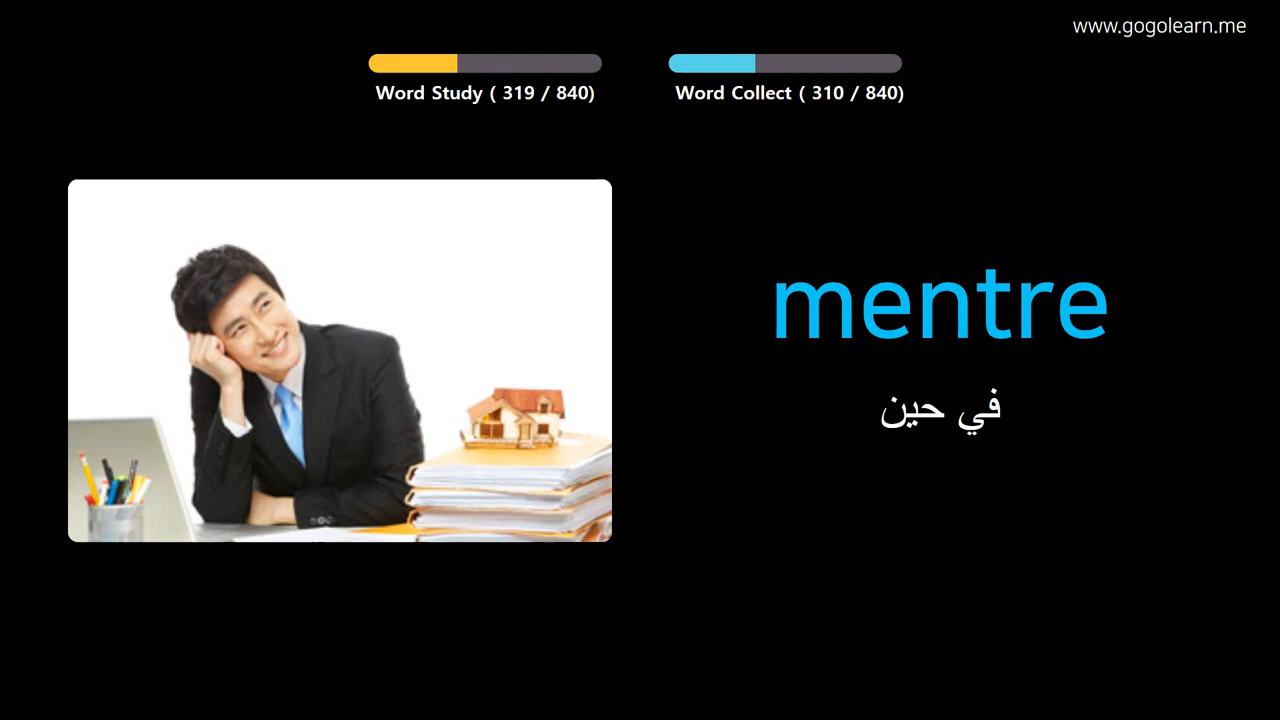 www.gogolearn.me
Word Study ( 319 / 840)
Word Collect ( 310 / 840)
mentre
في حين